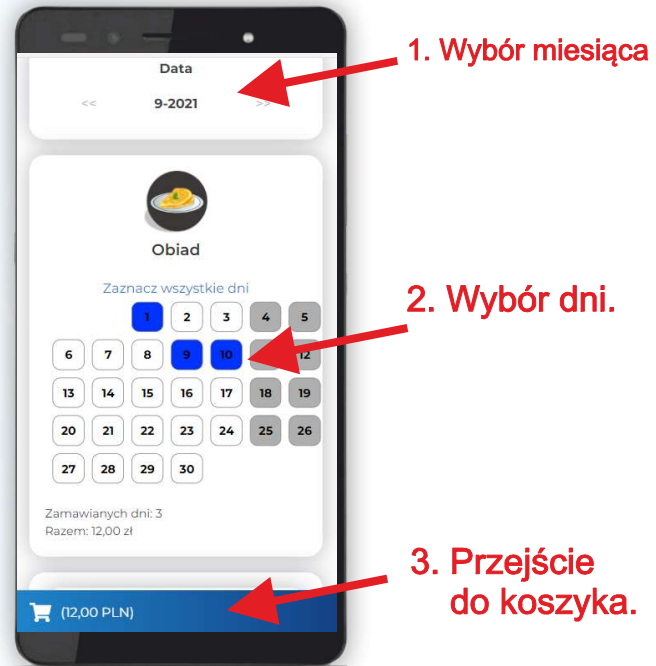 1. Wybór miesiąca
Data
<< 9-2021 >>
Obiad
Zaznacz wszystkie dni
1 2 3 4 5
2. Wybór dni.
6 7 8 9 10 12
13 14 15 16 17 18 19
20 21 22 23 24 25 26
27 28 29 30
Zamawianych dni: 3
Razem: 12,00 zł
3. Przejście
do koszyka.
(12,00 PLN)